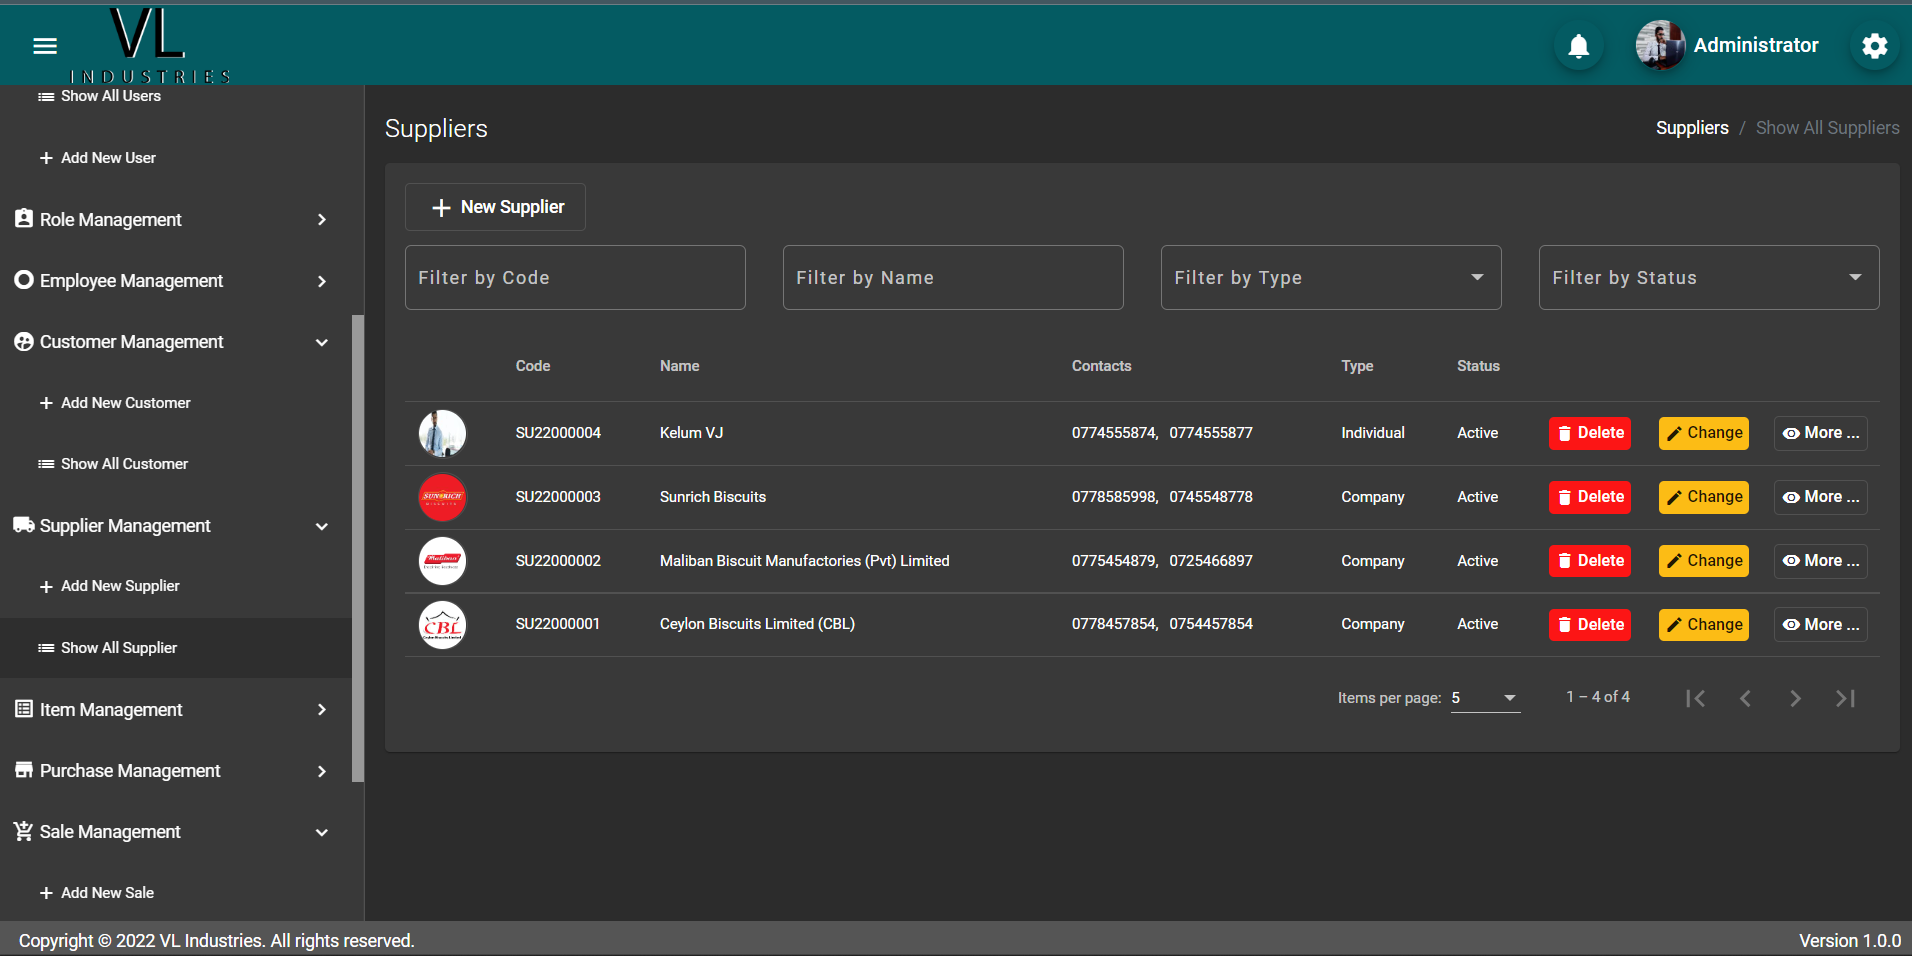 VL
INDUSTRIES
Administrator
Show All Users
Add New User
Role Management
Employee Management
Customer Management
Add New Customer
Show All Customer
Supplier Management
Add New Supplier
Show All Supplier
Item Management
Purchase Management
Sale Management
Add New Sale
Suppliers
Suppliers / Show All Suppliers
New Supplier
Filter by Code Filter by Name Filter by Type Filter by Status
Code Name Contacts Type Status
SU22000004 Kelum VJ 0774555874, 0774555877 Individual Active Delete Change More ...
SUNRICH
SU22000003 Sunrich Biscuits 0778585998, 0745548778 Company Active Delete Change More ...
Maliban
SU22000002 Maliban Biscuit Manufactories (Pvt) Limited 0775454879, 0725466897 Company Active Delete Change More ...
CBL
Ceylon Biscuits Limited
SU22000001 Ceylon Biscuits Limited (CBL) 0778457854, 0754457854 Company Active Delete Change More ...
Items per page: 5 1 – 4 of 4
Copyright © 2022 VL Industries. All rights reserved.
Version 1.0.0